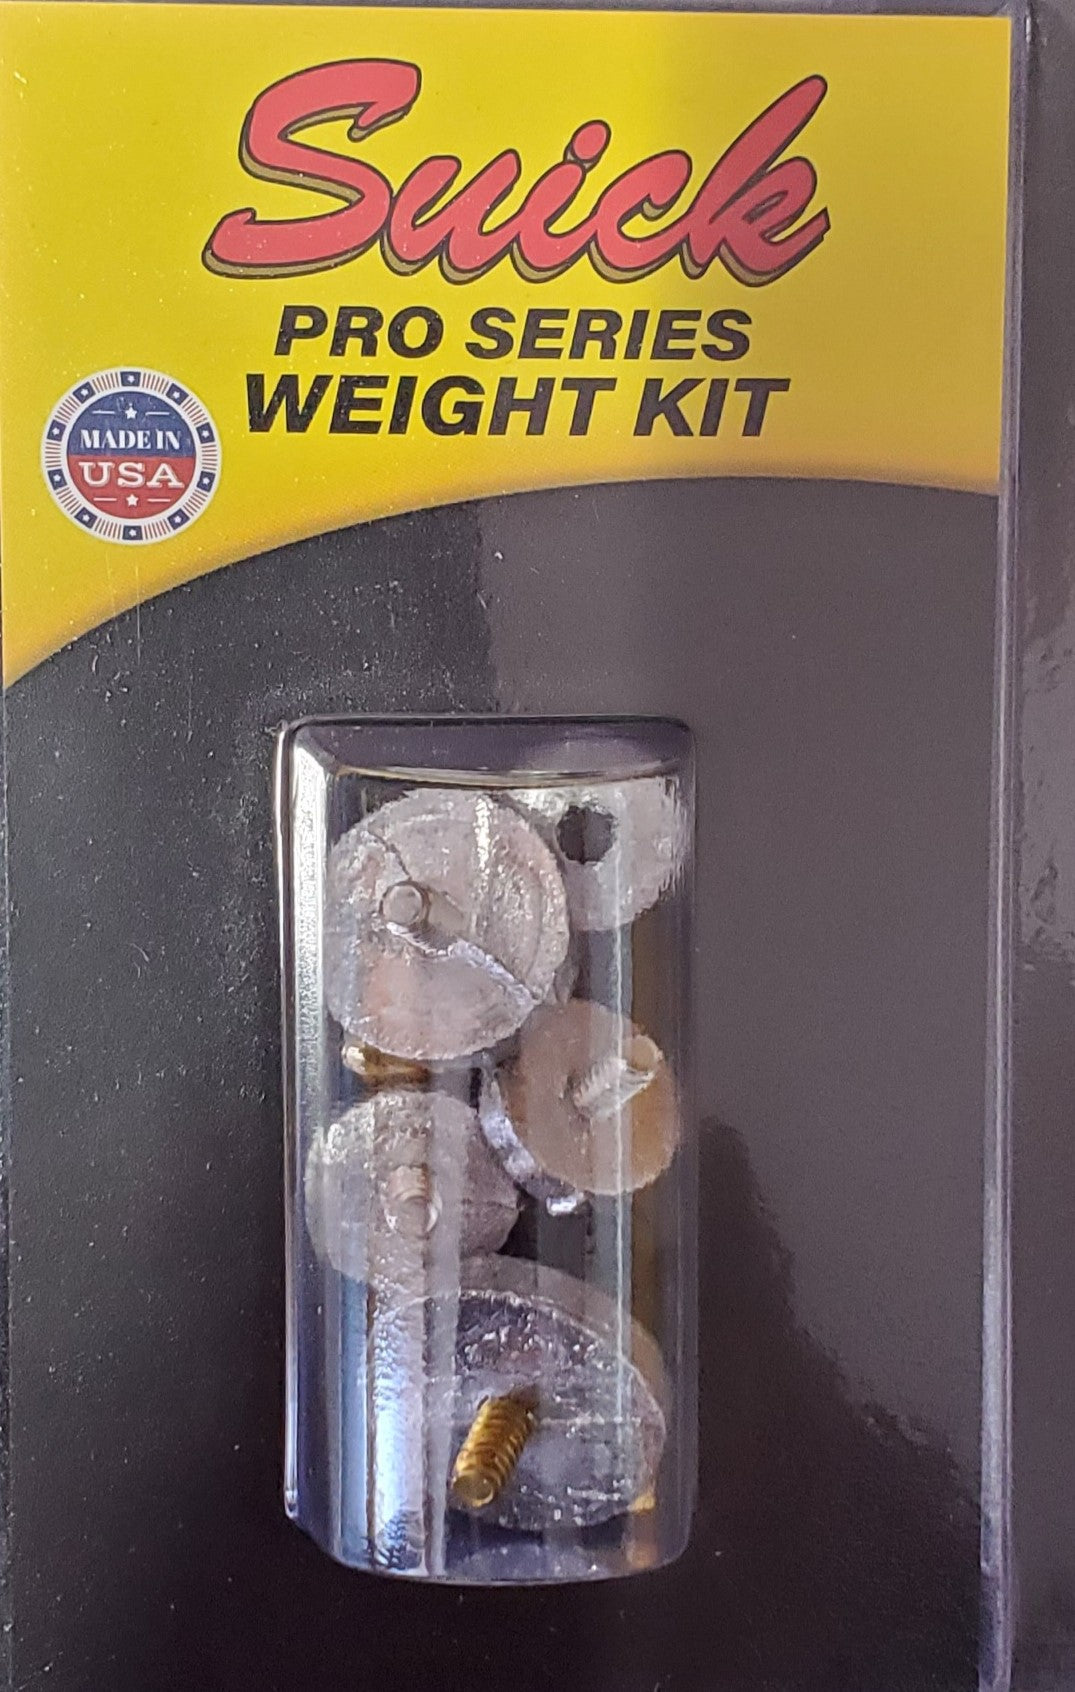 Suick
PRO SERIES
WEIGHT KIT
MADE IN
USA